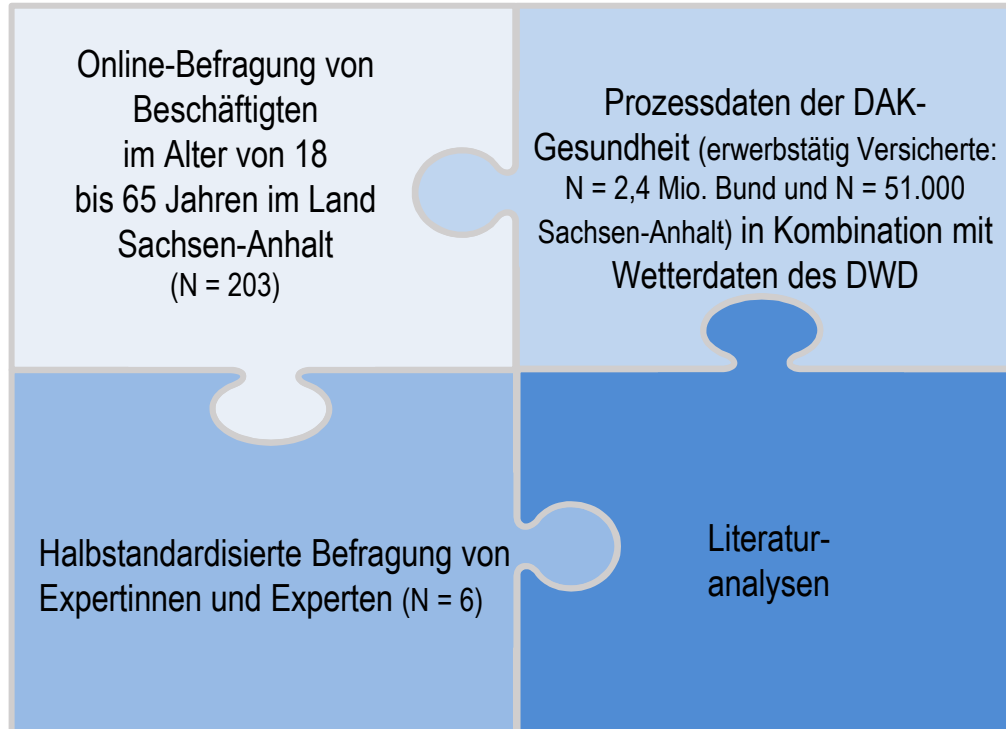 Online-Befragung von
Beschäftigten
im Alter von 18
bis 65 Jahren im Land
Sachsen-Anhalt
(N = 203)
Prozessdaten der DAK-
Gesundheit (erwerbstätig Versicherte:
N = 2,4 Mio. Bund und N = 51.000
Sachsen-Anhalt) in Kombination mit
Wetterdaten des DWD
Halbstandardisierte Befragung von
Expertinnen und Experten (N = 6)
Literatur-
analysen